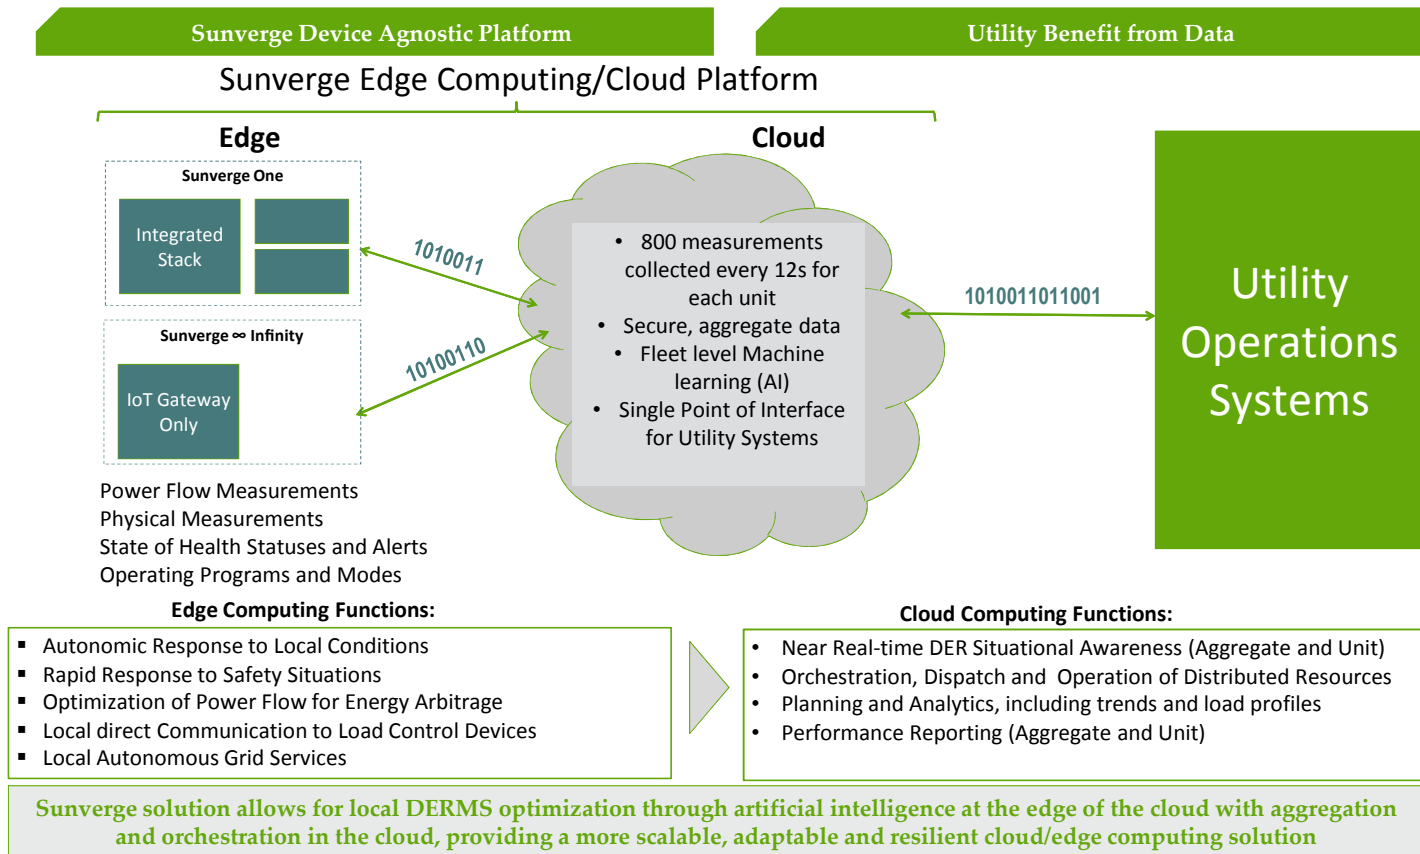 Sunverge Device Agnostic Platform
Utility Benefit from Data
Sunverge Edge Computing/Cloud Platform
Edge
Cloud
Sunverge One
Integrated
Stack
Sunverge ∞ Infinity
IoT Gateway
Only
1010011
10100110
• 800 measurements
collected every 12s for
each unit
• Secure, aggregate data
• Fleet level Machine
learning (AI)
• Single Point of Interface
for Utility Systems
1010011011001
Utility
Operations
Systems
Power Flow Measurements
Physical Measurements
State of Health Statuses and Alerts
Operating Programs and Modes
Edge Computing Functions:
▪ Autonomic Response to Local Conditions
▪ Rapid Response to Safety Situations
▪ Optimization of Power Flow for Energy Arbitrage
▪ Local direct Communication to Load Control Devices
▪ Local Autonomous Grid Services
Cloud Computing Functions:
• Near Real-time DER Situational Awareness (Aggregate and Unit)
• Orchestration, Dispatch and Operation of Distributed Resources
• Planning and Analytics, including trends and load profiles
• Performance Reporting (Aggregate and Unit)
Sunverge solution allows for local DERMS optimization through artificial intelligence at the edge of the cloud with aggregation
and orchestration in the cloud, providing a more scalable, adaptable and resilient cloud/edge computing solution